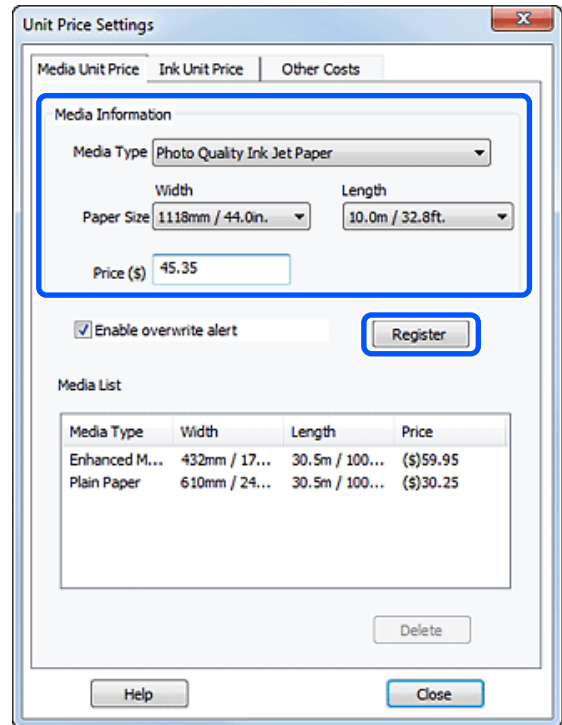 Unit Price Settings
Media Unit Price Ink Unit Price Other Costs
Media Information
Media Type Photo Quality Ink Jet Paper
Width Length
Paper Size 1118mm / 44.0in. 10.0m / 32.8ft.
Price ($) 45.35
Enable overwrite alert Register
Media List
Media Type Width Length Price
Enhanced M... 432mm / 17... 30.5m / 100... ($)59.95
Plain Paper 610mm / 24... 30.5m / 100... ($)30.25
Delete
Help Close